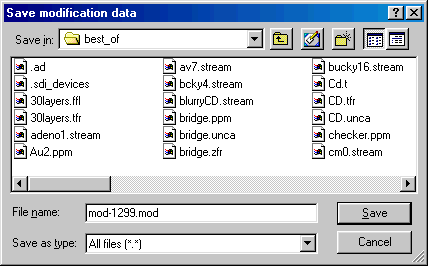 Save modification data
Save in: best_of
.ad av7.stream bucky16.stream
.sdi_devices bcky4.stream Cd.t
30layers.ffl blurryCD.stream CD.tfr
30layers.tfr bridge.ppm CD.unca
adeno1.stream bridge.unca checker.ppm
Au2.ppm bridge.zfr cm0.stream
File name: mod-1299.mod Save
Save as type: All files (*.*) Cancel